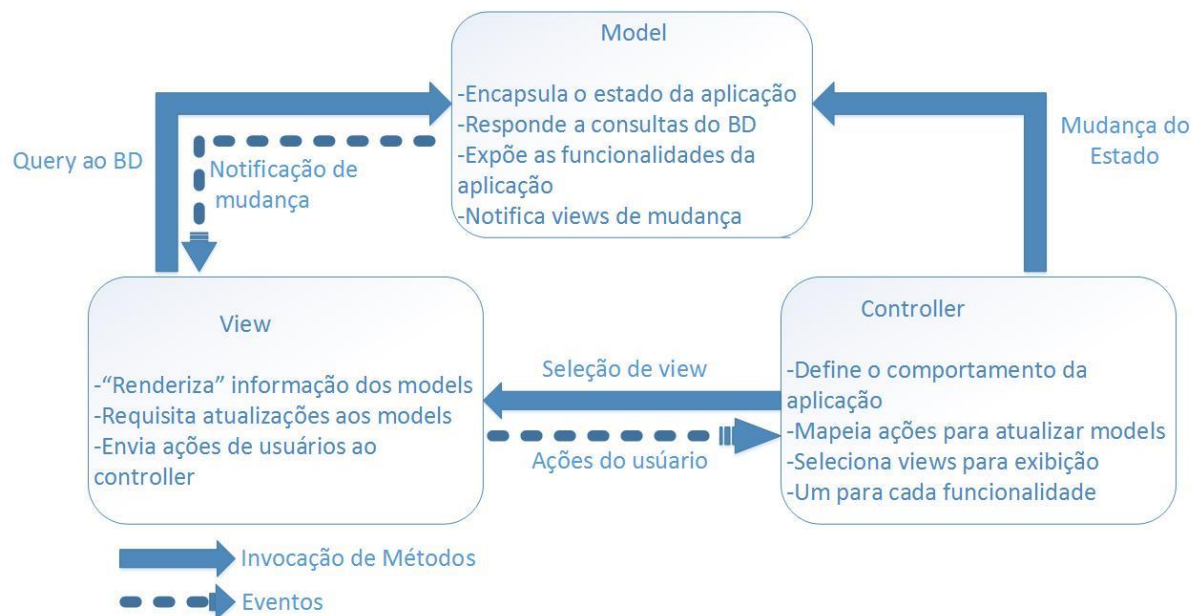 Model
-Encapsula o estado da aplicação
-Responde a consultas do BD
-Expõe as funcionalidades da
aplicação
-Notifica views de mudança
Query ao BD
Notificação de
mudança
Mudança do
Estado
View
-“Renderiza” informação dos models
-Requisita atualizações aos models
-Envia ações de usuários ao
controller
Seleção de view
Ações do usúario
Controller
-Define o comportamento da
aplicação
-Mapeia ações para atualizar models
-Seleciona views para exibição
-Um para cada funcionalidade
Invocação de Métodos
Eventos